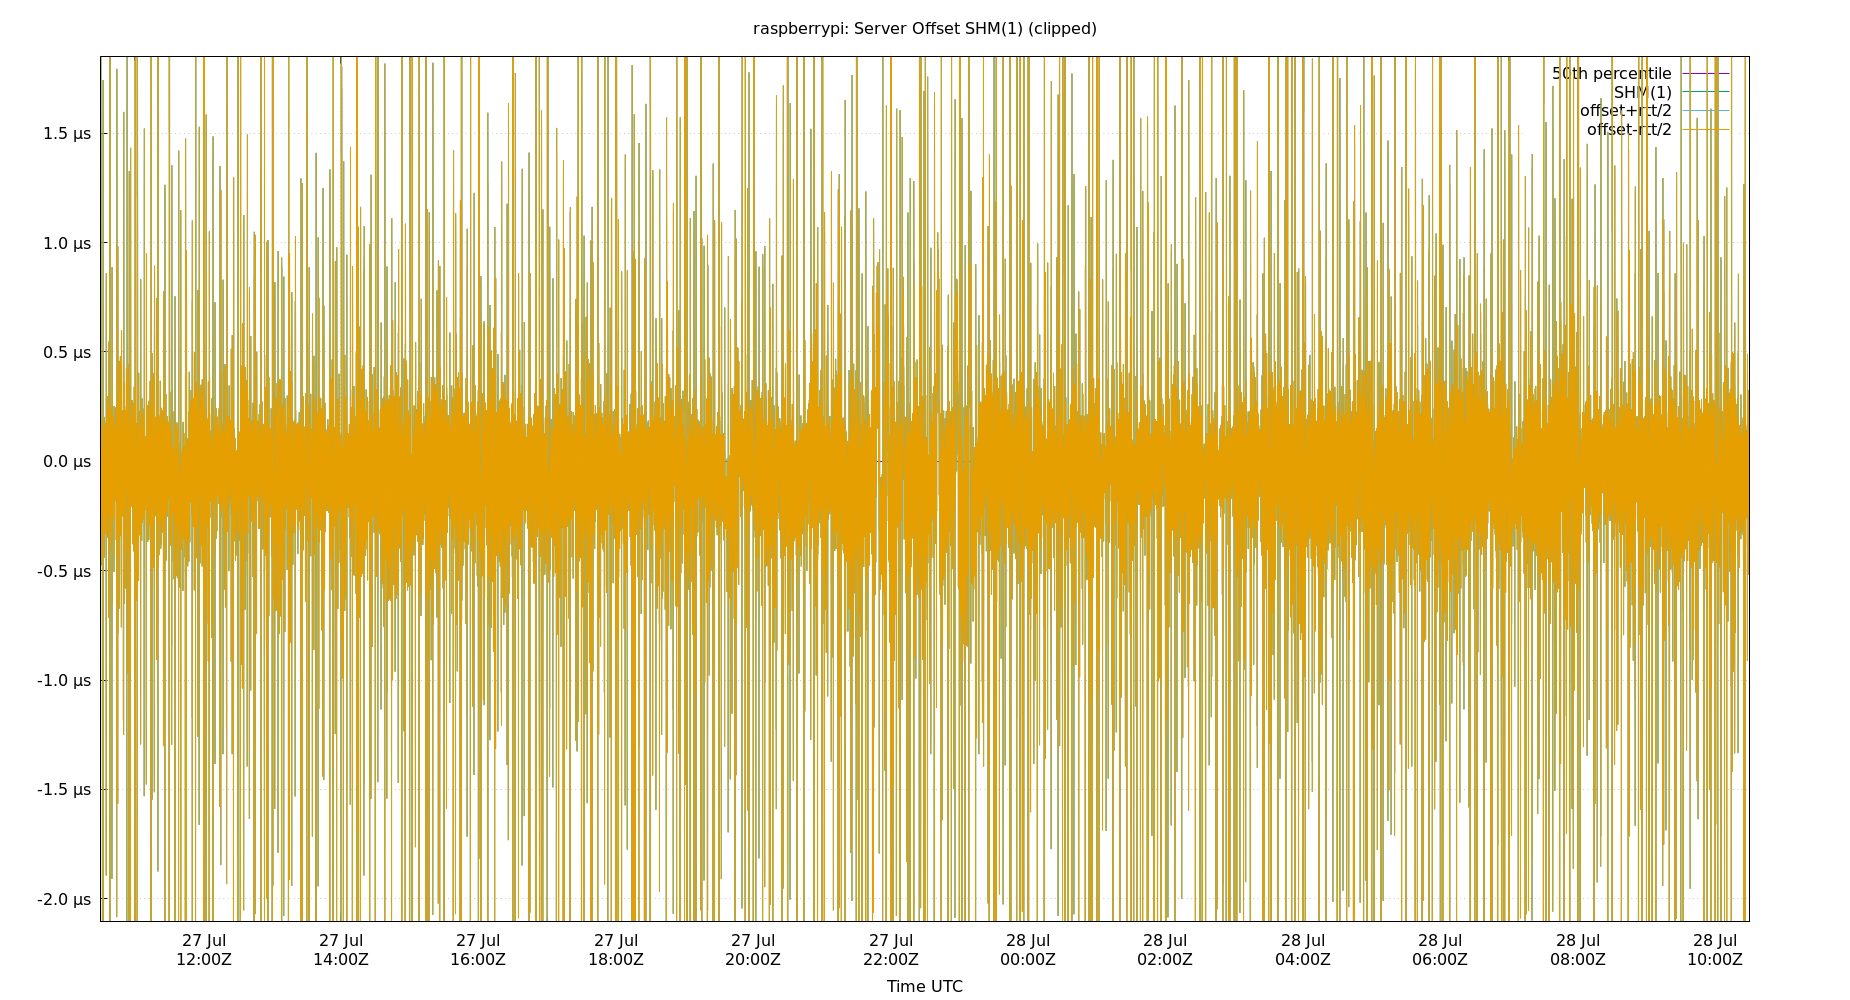 raspberrypi: Server Offset SHM(1) (clipped)
50th percentile
SHM(1)
offset+rtt/2
offset-rtt/2
1.5 µs
1.0 µs
0.5 µs
0.0 µs
-0.5 µs
-1.0 µs
-1.5 µs
-2.0 µs
27 Jul 27 Jul 27 Jul 27 Jul 27 Jul 27 Jul 28 Jul 28 Jul 28 Jul 28 Jul 28 Jul 28 Jul
12:00Z 14:00Z 16:00Z 18:00Z 20:00Z 22:00Z 00:00Z 02:00Z 04:00Z 06:00Z 08:00Z 10:00Z
Time UTC